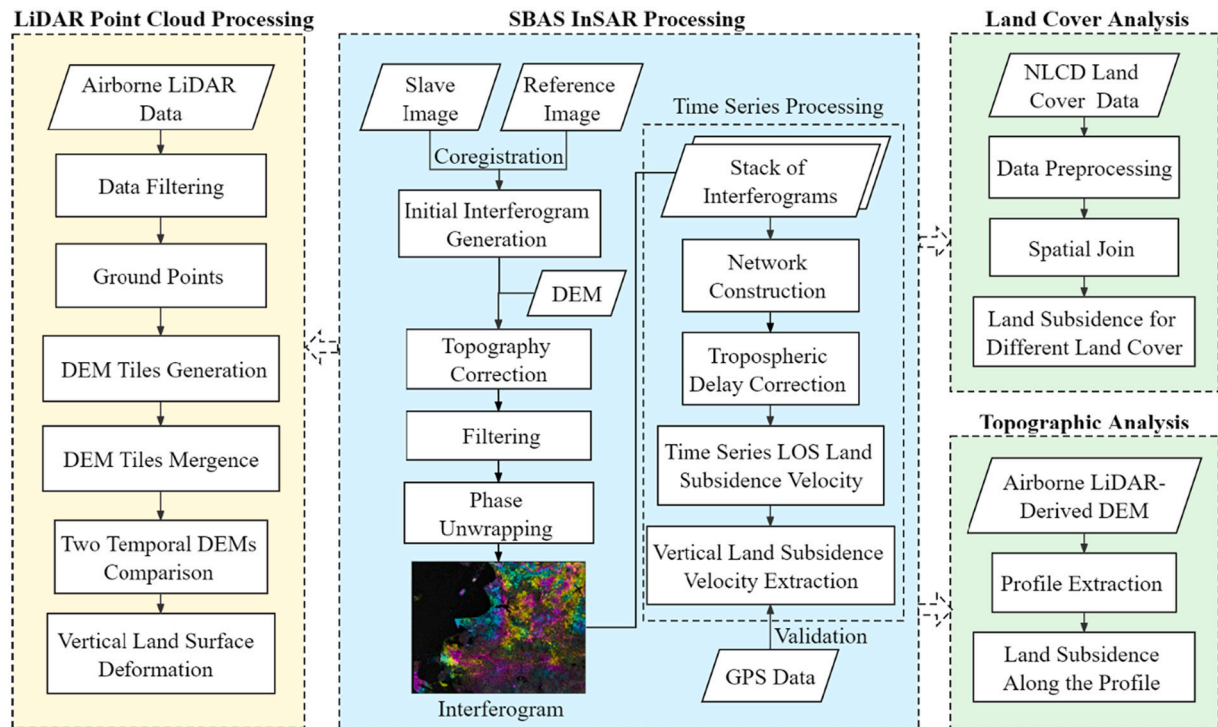 LiDAR Point Cloud Processing
Airborne LiDAR
Data
Data Filtering
Ground Points
DEM Tiles Generation
DEM Tiles Mergence
Two Temporal DEMs
Comparison
Vertical Land Surface
Deformation
SBAS InSAR Processing
Slave
Image
Reference
Image
Coregistration
Initial Interferogram
Generation
DEM
Topography
Correction
Filtering
Phase
Unwrapping
Interferogram
Time Series Processing
Stack of
Interferograms
Network
Construction
Tropospheric
Delay Correction
Time Series LOS Land
Subsidence Velocity
Vertical Land Subsidence
Velocity Extraction
Validation
GPS Data
Land Cover Analysis
NLCD Land
Cover Data
Data Preprocessing
Spatial Join
Land Subsidence for
Different Land Cover
Topographic Analysis
Airborne LiDAR-
Derived DEM
Profile Extraction
Land Subsidence
Along the Profile